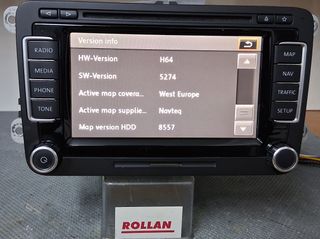 Version info
RADIO
MEDIA
PHONE
TONE
HW-Version H64
SW-Version 5274
Active map covera... West Europe
Active map supplie... Navteq
Map version HDD 8557
MAP
NAV
TRAFFIC
SETUP
ROLLAN